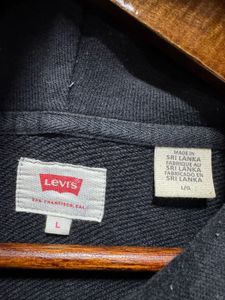 Levi's
SAN FRANCISCO, CAL.
L
MADE IN
SRI LANKA
FABRIQUÉ AU
SRI LANKA
FABRICADO EN
SRI LANKA
L/G